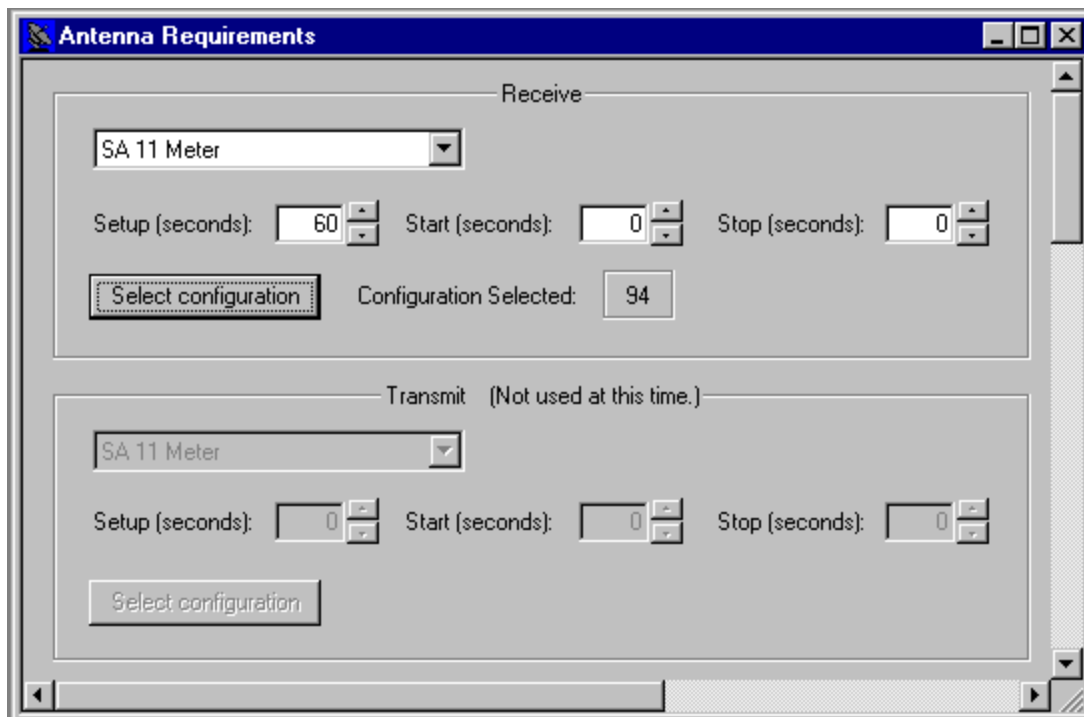 Antenna Requirements
Receive
SA 11 Meter
Setup (seconds): 60 Start (seconds): 0 Stop (seconds): 0
Select configuration Configuration Selected: 94
Transmit (Not used at this time.)
SA 11 Meter
Setup (seconds): 0 Start (seconds): 0 Stop (seconds): 0
Select configuration